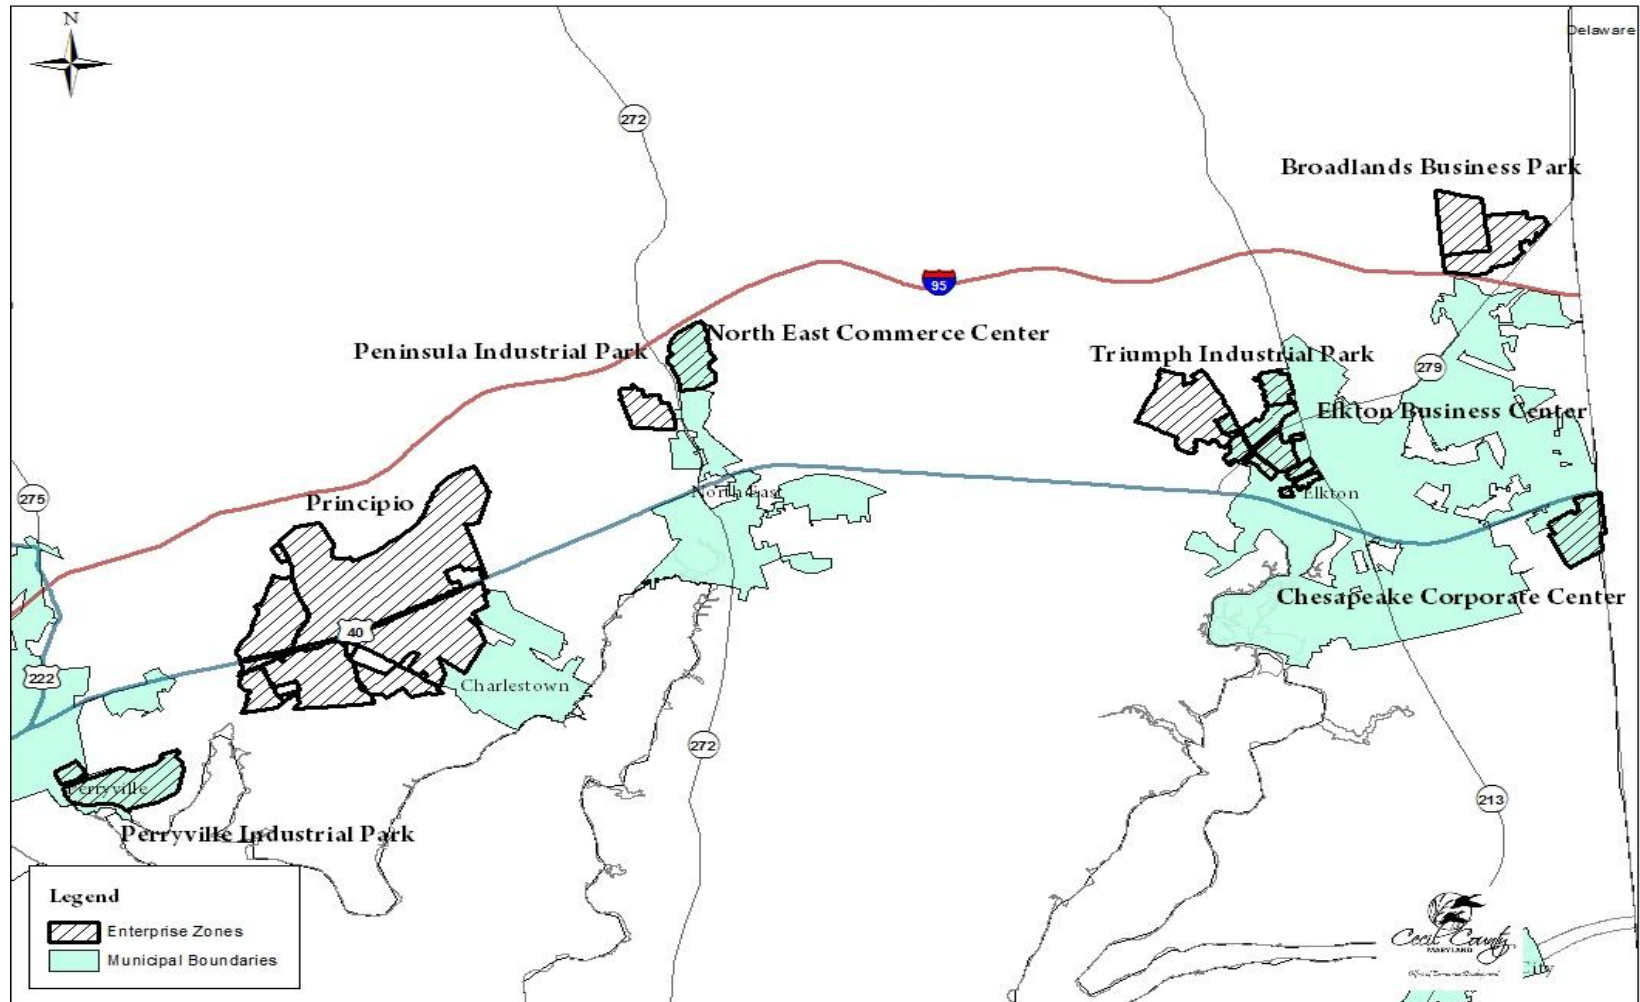 N
Delaware
272
Broadlands Business Park
95
North East Commerce Center
Peninsula Industrial Park
Triumph Industrial Park
279
Elkton Business Center
275
Principio
North East
Elkton
Chesapeake Corporate Center
40
222
Charlestown
272
Perryville
213
Perryville Industrial Park
Legend
Enterprise Zones
Municipal Boundaries
Cecil County
MARYLAND
City